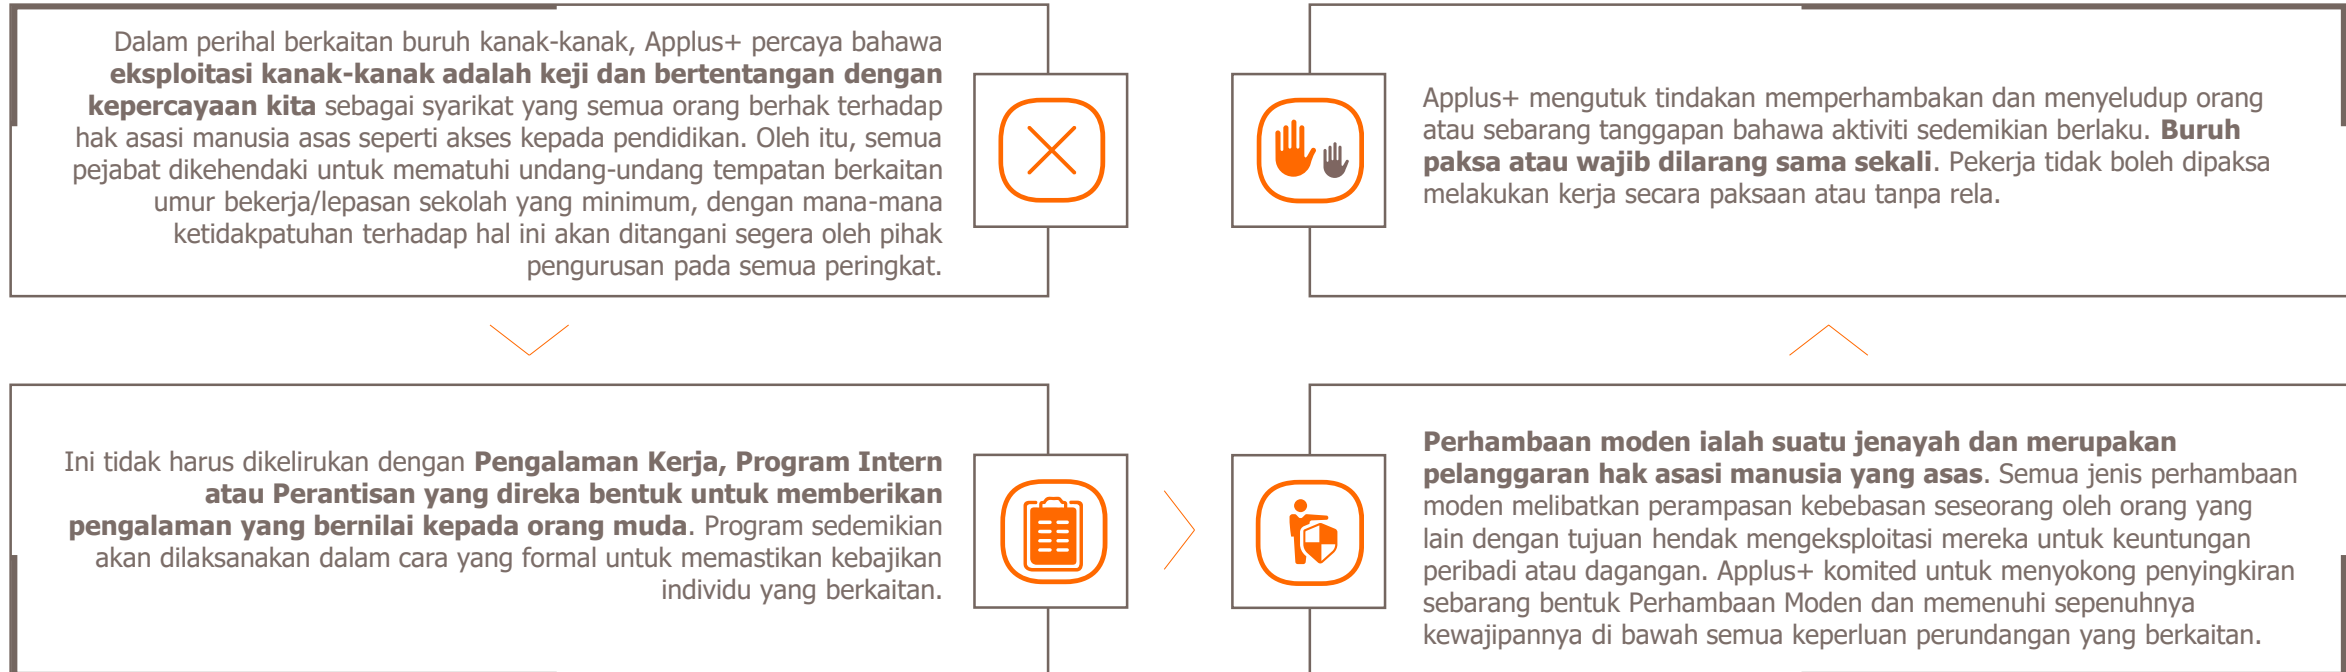 Dalam perihal berkaitan buruh kanak-kanak, Applus+ percaya bahawa
eksploitasi kanak-kanak adalah keji dan bertentangan dengan
kepercayaan kita sebagai syarikat yang semua orang berhak terhadap
hak asasi manusia asas seperti akses kepada pendidikan. Oleh itu, semua
pejabat dikehendaki untuk mematuhi undang-undang tempatan berkaitan
umur bekerja/lepasan sekolah yang minimum, dengan mana-mana
ketidakpatuhan terhadap hal ini akan ditangani segera oleh pihak
pengurusan pada semua peringkat.
Ini tidak harus dikelirukan dengan Pengalaman Kerja, Program Intern
atau Perantisan yang direka bentuk untuk memberikan
pengalaman yang bernilai kepada orang muda. Program sedemikian
akan dilaksanakan dalam cara yang formal untuk memastikan kebajikan
individu yang berkaitan.
Perhambaan moden ialah suatu jenayah dan merupakan
pelanggaran hak asasi manusia yang asas. Semua jenis perhambaan
moden melibatkan perampasan kebebasan seseorang oleh orang yang
lain dengan tujuan hendak mengeksploitasi mereka untuk keuntungan
peribadi atau dagangan. Applus+ komited untuk menyokong penyingkiran
sebarang bentuk Perhambaan Moden dan memenuhi sepenuhnya
kewajipannya di bawah semua keperluan perundangan yang berkaitan.
Applus+ mengutuk tindakan memperhambakan dan menyeludup orang
atau sebarang tanggapan bahawa aktiviti sedemikian berlaku. Buruh
paksa atau wajib dilarang sama sekali. Pekerja tidak boleh dipaksa
melakukan kerja secara paksaan atau tanpa rela.